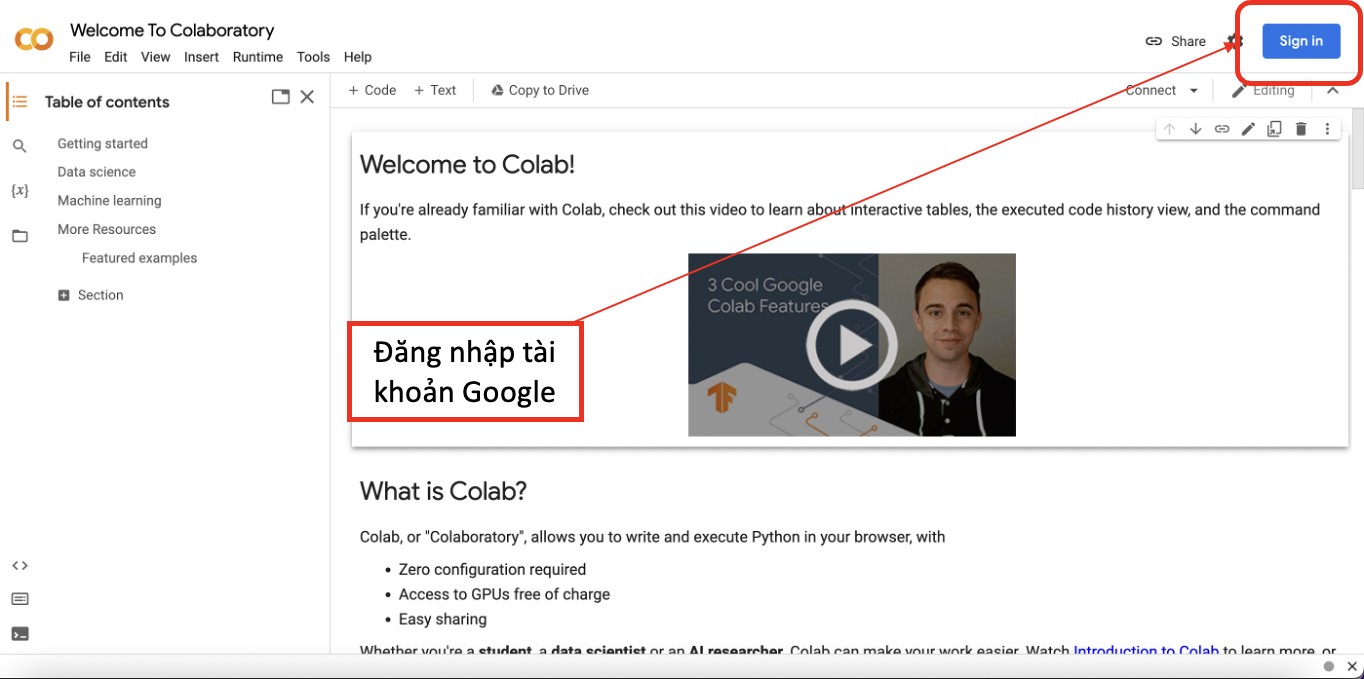 Welcome To Colaboratory
File Edit View Insert Runtime Tools Help
Share
Sign in
Table of contents
+ Code + Text Copy to Drive
Connect
Editing
Getting started
Data science
Machine learning
More Resources
Featured examples
Section
{x}
Welcome to Colab!
If you're already familiar with Colab, check out this video to learn about interactive tables, the executed code history view, and the command
palette.
3 Cool Google
Colab Features
Đăng nhập tài
khoản Google
What is Colab?
Colab, or "Colaboratory", allows you to write and execute Python in your browser, with
• Zero configuration required
• Access to GPUs free of charge
• Easy sharing
Whether you're a student, a data scientist or an AI researcher, Colab can make your work easier. Watch Introduction to Colab to learn more, or